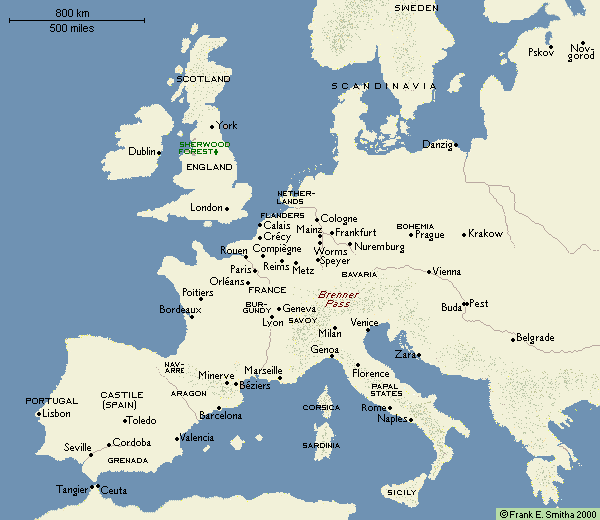 800 km
500 miles
SWEDEN
SCANDINAVIA
Pskov
Nov-
gorod
SCOTLAND
York
SHERWOOD
FOREST
Dublin
ENGLAND
London
Danzig
NETHER-
LANDS
FLANDERS
Calais
Crécy
Cologne
Mainz
Frankfurt
BOHEMIA
Prague
Krakow
Nuremburg
Worms
Speyer
Compiègne
Rouen
Reims
Metz
Paris
BAVARIA
Vienna
Orléans
FRANCE
Brenner
Pass
Poitiers
BUR-
GUNDY
Geneva
Buda
Pest
Bordeaux
Lyon
SAVOY
Milan
Venice
Belgrade
Genoa
Zara
NAV-
ARRE
Minerve
Marseille
Florence
Béziers
ARAGON
PAPAL
STATES
PORTUGAL
CASTILE
(SPAIN)
Lisbon
Toledo
Barcelona
CORSICA
Rome
Naples
Valencia
Cordoba
Seville
GRENADA
SARDINIA
Tangier
Ceuta
SICILY
© Frank E. Smitha 2000